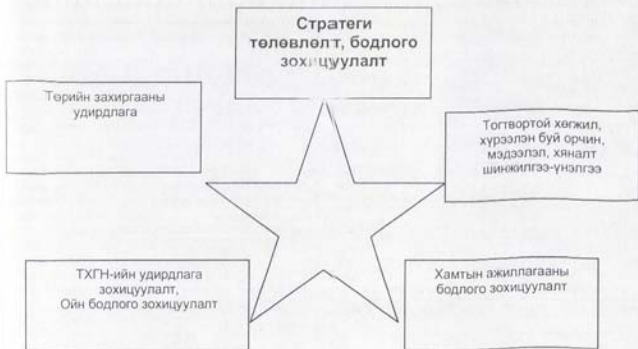 Стратеги
төлөвлөлт, бодлого
зохицуулалт
Төрийн захиргааны
удирдлага
Тогтвортой хөгжил,
хүрээлэн буй орчин,
мэдээлэл, хяналт
шинжилгээ-үнэлгээ
ТХГН-ийн удирдлага
зохицуулалт,
Ойн бодлого зохицуулалт
Хамтын ажиллагааны
бодлого зохицуулалт